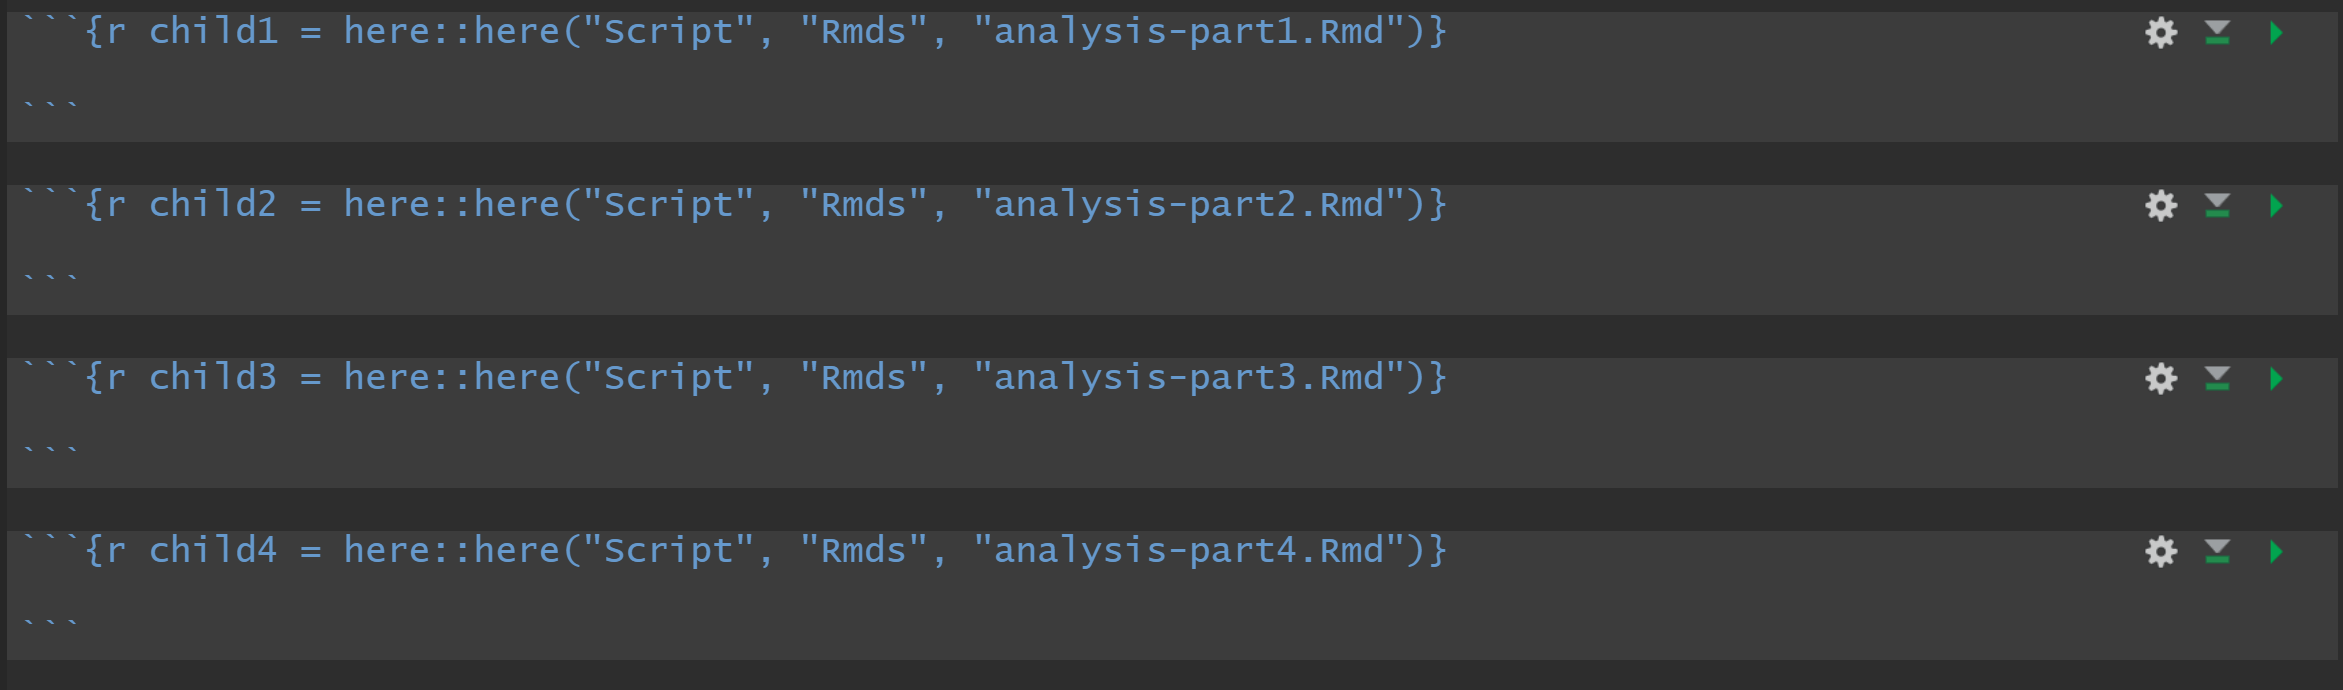 ```{r child1 = here::here("Script", "Rmds", "analysis-part1.Rmd")}
```
```{r child2 = here::here("Script", "Rmds", "analysis-part2.Rmd")}
```
```{r child3 = here::here("Script", "Rmds", "analysis-part3.Rmd")}
```
```{r child4 = here::here("Script", "Rmds", "analysis-part4.Rmd")}
```